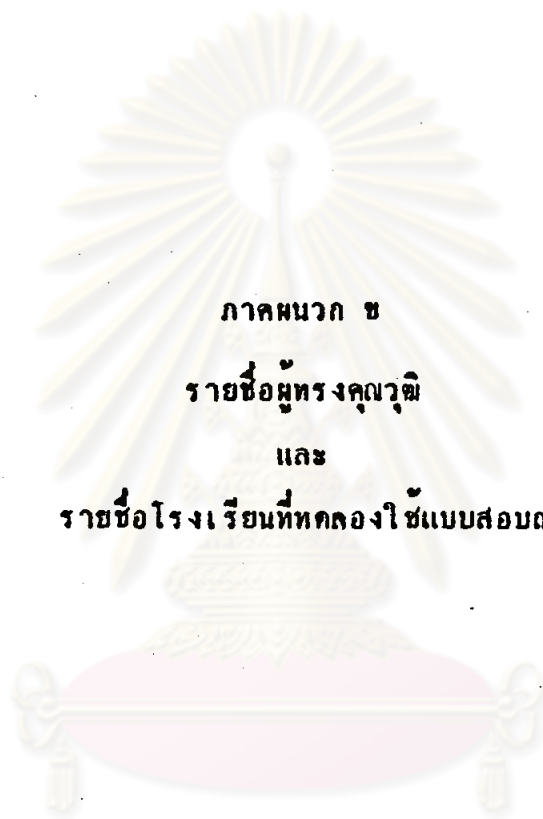 ภาคผนวก ข
รายชื่อผู้ทรงคุณวุฒิ
และ
รายชื่อโรงเรียนที่ทดลองใช้แบบสอบถ